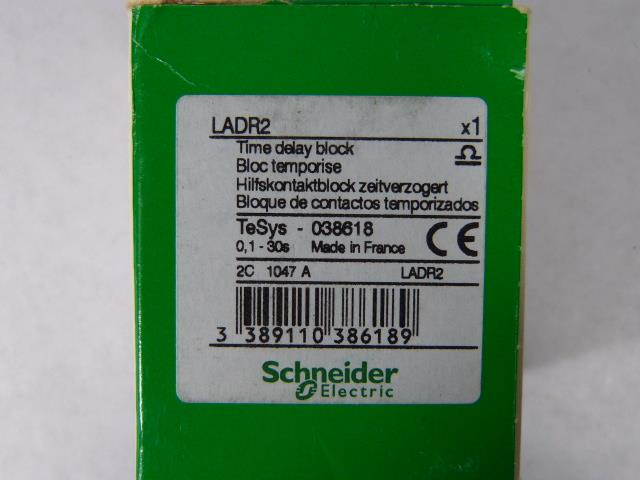 LADR2 x1
Time delay block
Bloc temporise
Hilfskontaktblock zeitverzogert
Bloque de contactos temporizados
TeSys - 038618
0,1 - 30s Made in France CE
2C 1047 A LADR2
3 389110 386189
Schneider
Electric